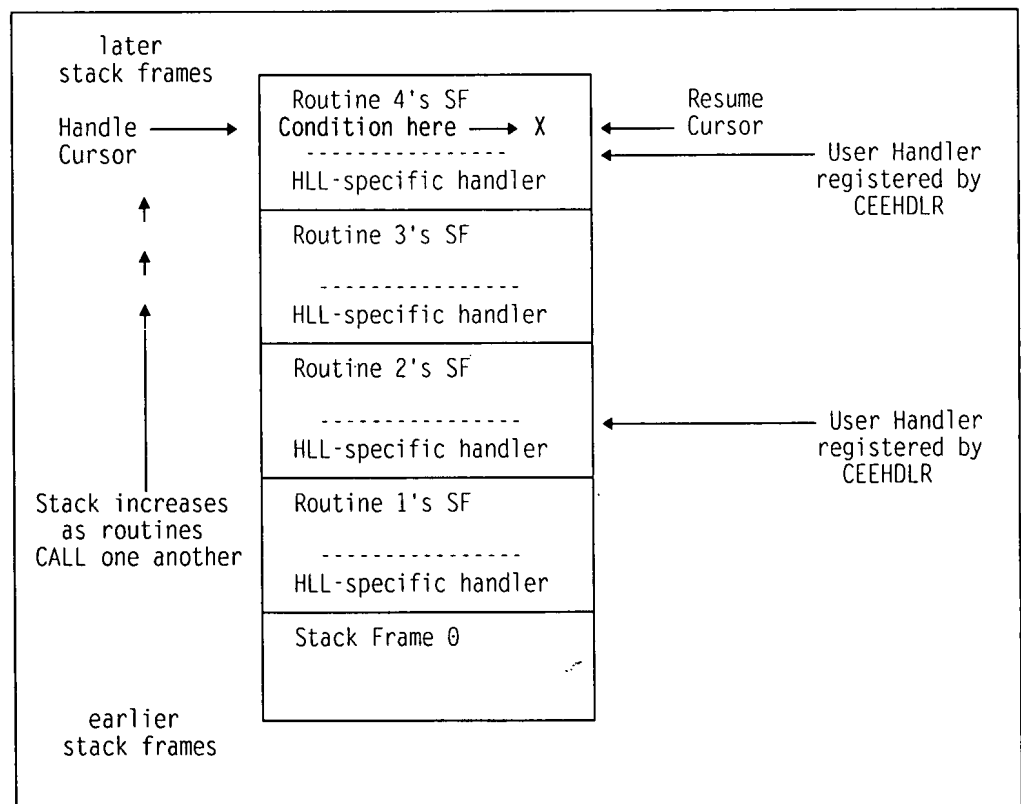 later
stack frames
Handle
Cursor
Routine 4's SF
Condition here X
- - - - - - - - - - - - - - - - -
HLL-specific handler
Resume
Cursor
User Handler
registered by
CEEHDLR
Routine 3's SF
- - - - - - - - - - - - - - - - -
HLL-specific handler
Routine 2's SF
- - - - - - - - - - - - - - - - -
HLL-specific handler
User Handler
registered by
CEEHDLR
Stack increases
as routines
CALL one another
Routine 1's SF
- - - - - - - - - - - - - - - - -
HLL-specific handler
Stack Frame 0
earlier
stack frames